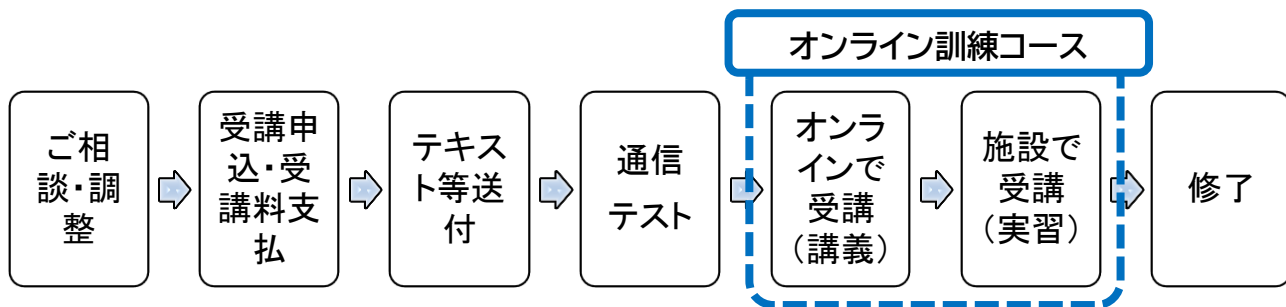 オンライン訓練コース
ご相
談・調
整
受講申
込・受
講料支
払
テキス
ト等送
付
通信
テスト
オンラ
インで
受講
（講義）
施設で
受講
（実習）
修了